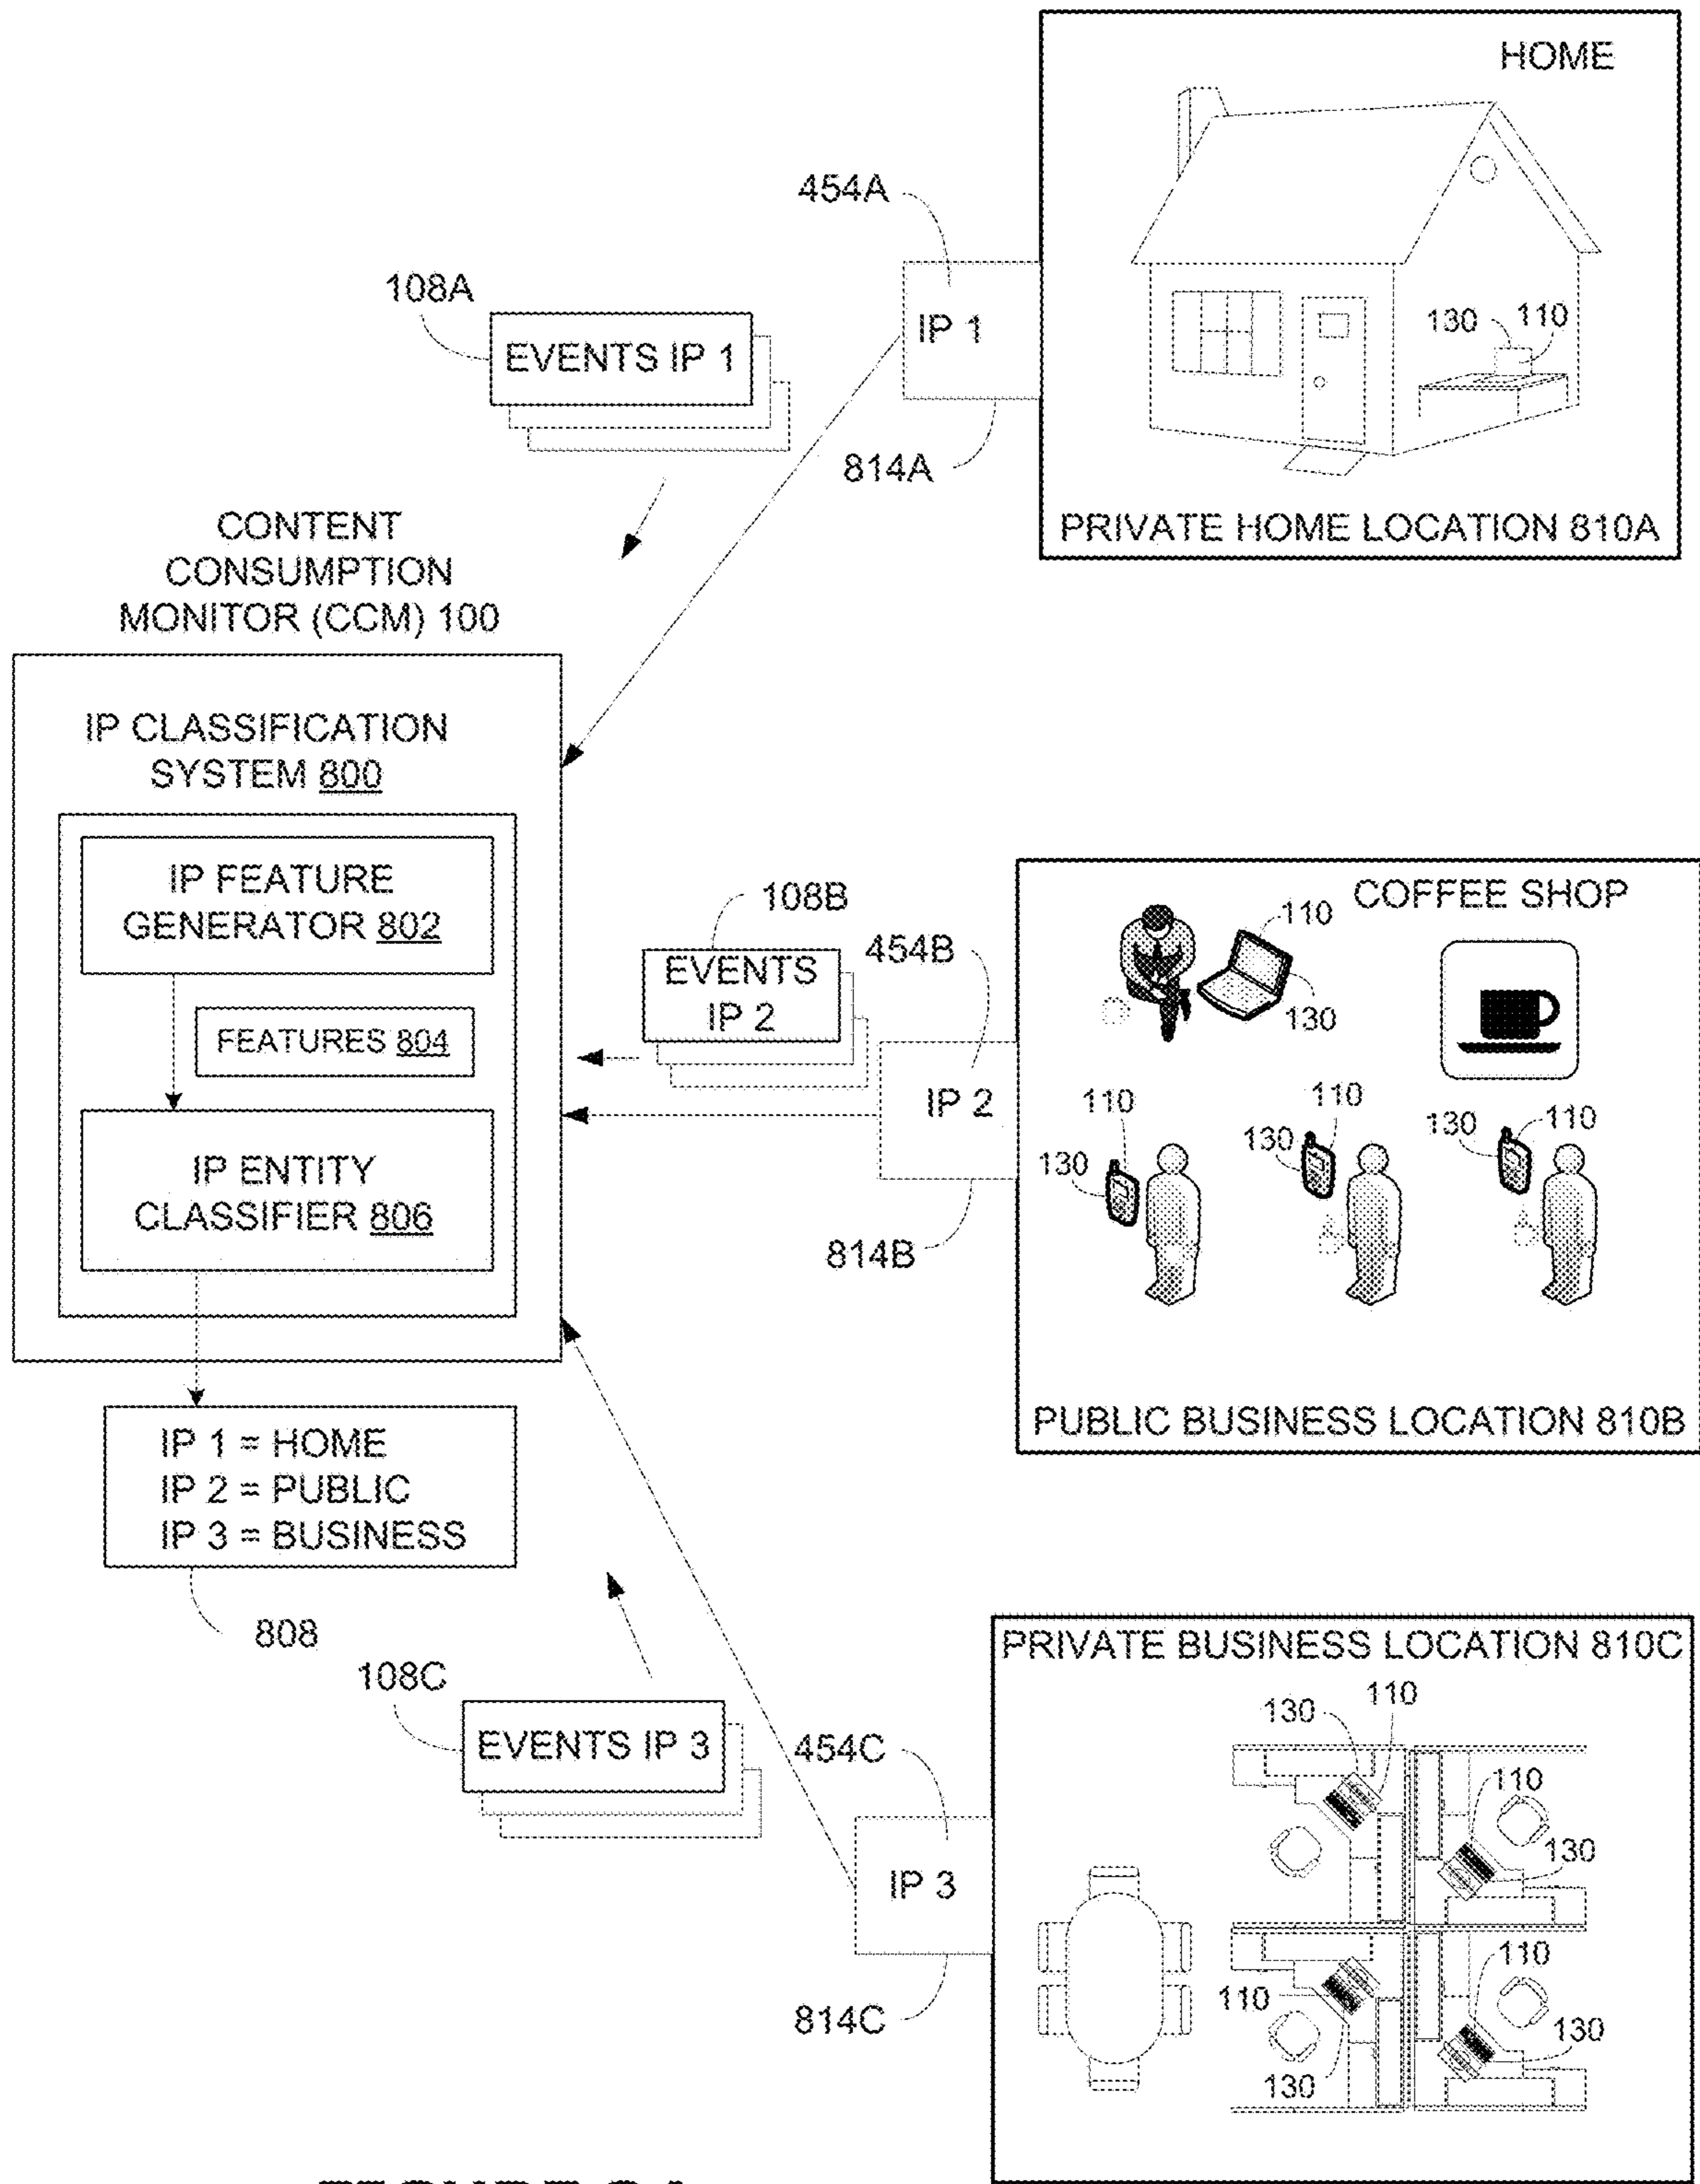 HOME
454A
108A
IP 1
EVENTS IP 1
130
110
814A
PRIVATE HOME LOCATION 810A
CONTENT
CONSUMPTION
MONITOR (CCM) 100
IP CLASSIFICATION
SYSTEM 800
IP FEATURE
GENERATOR 802
FEATURES 804
IP ENTITY
CLASSIFIER 806
108B
EVENTS
IP 2
454B
IP 2
814B
COFFEE SHOP
110
130
110
130
110
130
110
130
PUBLIC BUSINESS LOCATION 810B
IP 1 = HOME
IP 2 = PUBLIC
IP 3 = BUSINESS
808
108C
EVENTS IP 3
454C
IP 3
814C
PRIVATE BUSINESS LOCATION 810C
130
110
110
130
110
110
130
130